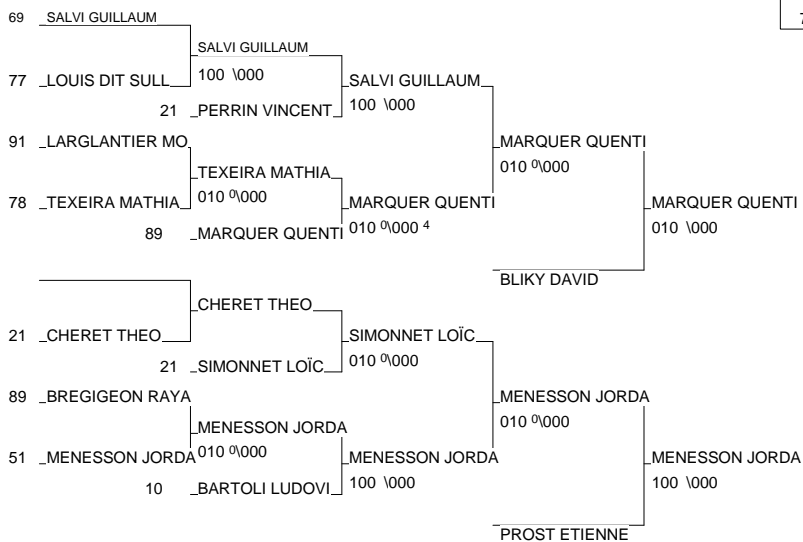 7
69 SALVI GUILLAUM
SALVI GUILLAUM
77 LOUIS DIT SULL 100 \000 SALVI GUILLAUM
21 PERRIN VINCENT 100 \000
91 LARGLANTIER MO MARQUER QUENTI
TEXEIRA MATHIA 010 0\000
78 TEXEIRA MATHIA 010 0\000 MARQUER QUENTI MARQUER QUENTI
89 MARQUER QUENTI 010 0\000 4 010 \000
BLIKY DAVID
CHERET THEO
21 CHERET THEO SIMONNET LOÏC
21 SIMONNET LOÏC 010 0\000
89 BREGIGEON RAYA MENESSON JORDA
MENESSON JORDA 010 0\000
51 MENESSON JORDA 010 0\000 MENESSON JORDA MENESSON JORDA
10 BARTOLI LUDOVI 100 \000 100 \000
PROST ETIENNE